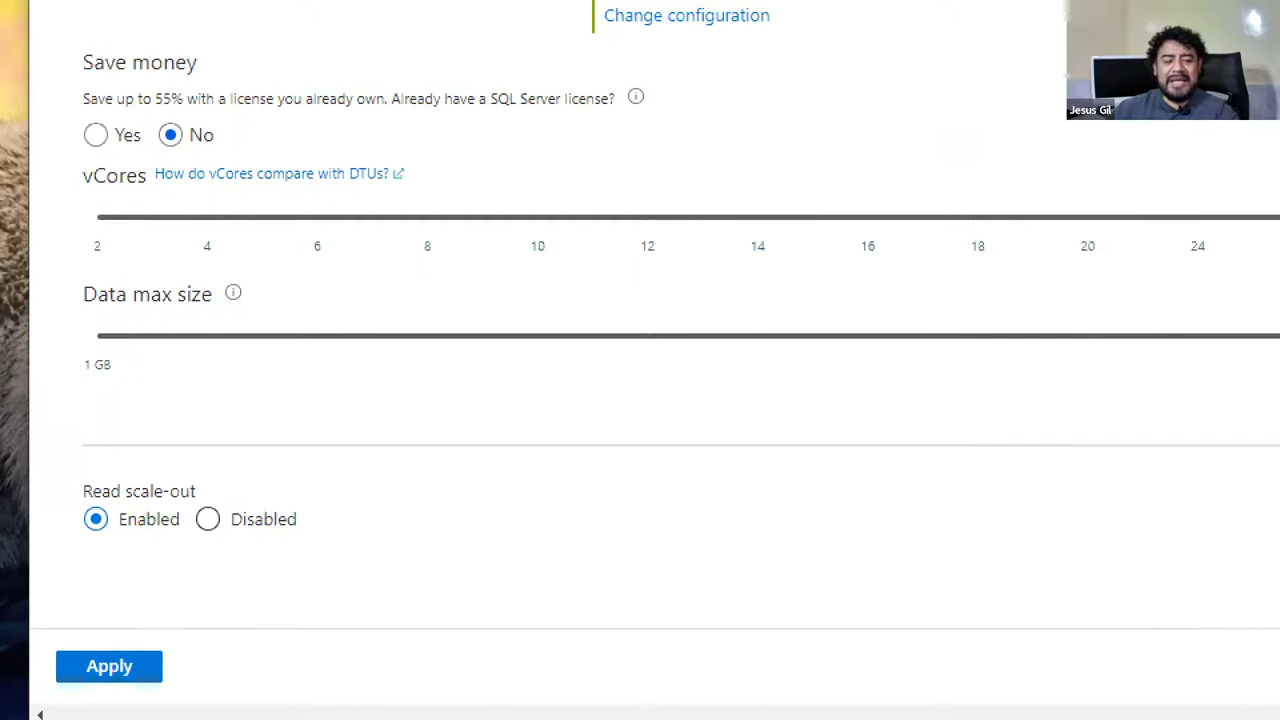 Change configuration
Save money
Jesus Gil
Save up to 55% with a license you already own. Already have a SQL Server license?
Yes No
vCores How do vCores compare with DTUs?
2 4 6 8 10 12 14 16 18 20 24
Data max size
1 GB
Read scale-out
Enabled Disabled
Apply